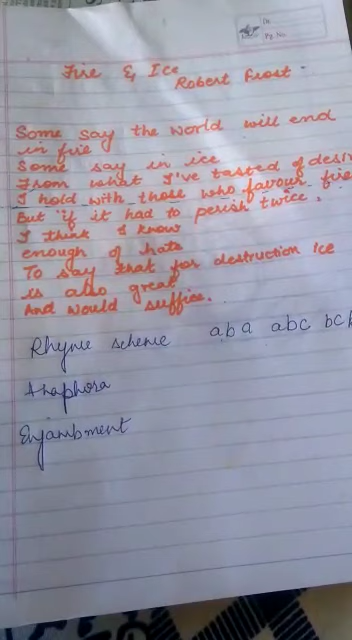 Pg. No.
Fire & Ice
Robert Frost -
Some say the world will end
in fire
Some say in ice
From what I've tasted of desir
I hold with those who favour fire
But if it had to perish twice,
I think I know
enough of hate
To say that for destruction Ice
is also great
And would suffice.
Rhyme scheme aba abc bcb
Anaphora
Enjambment